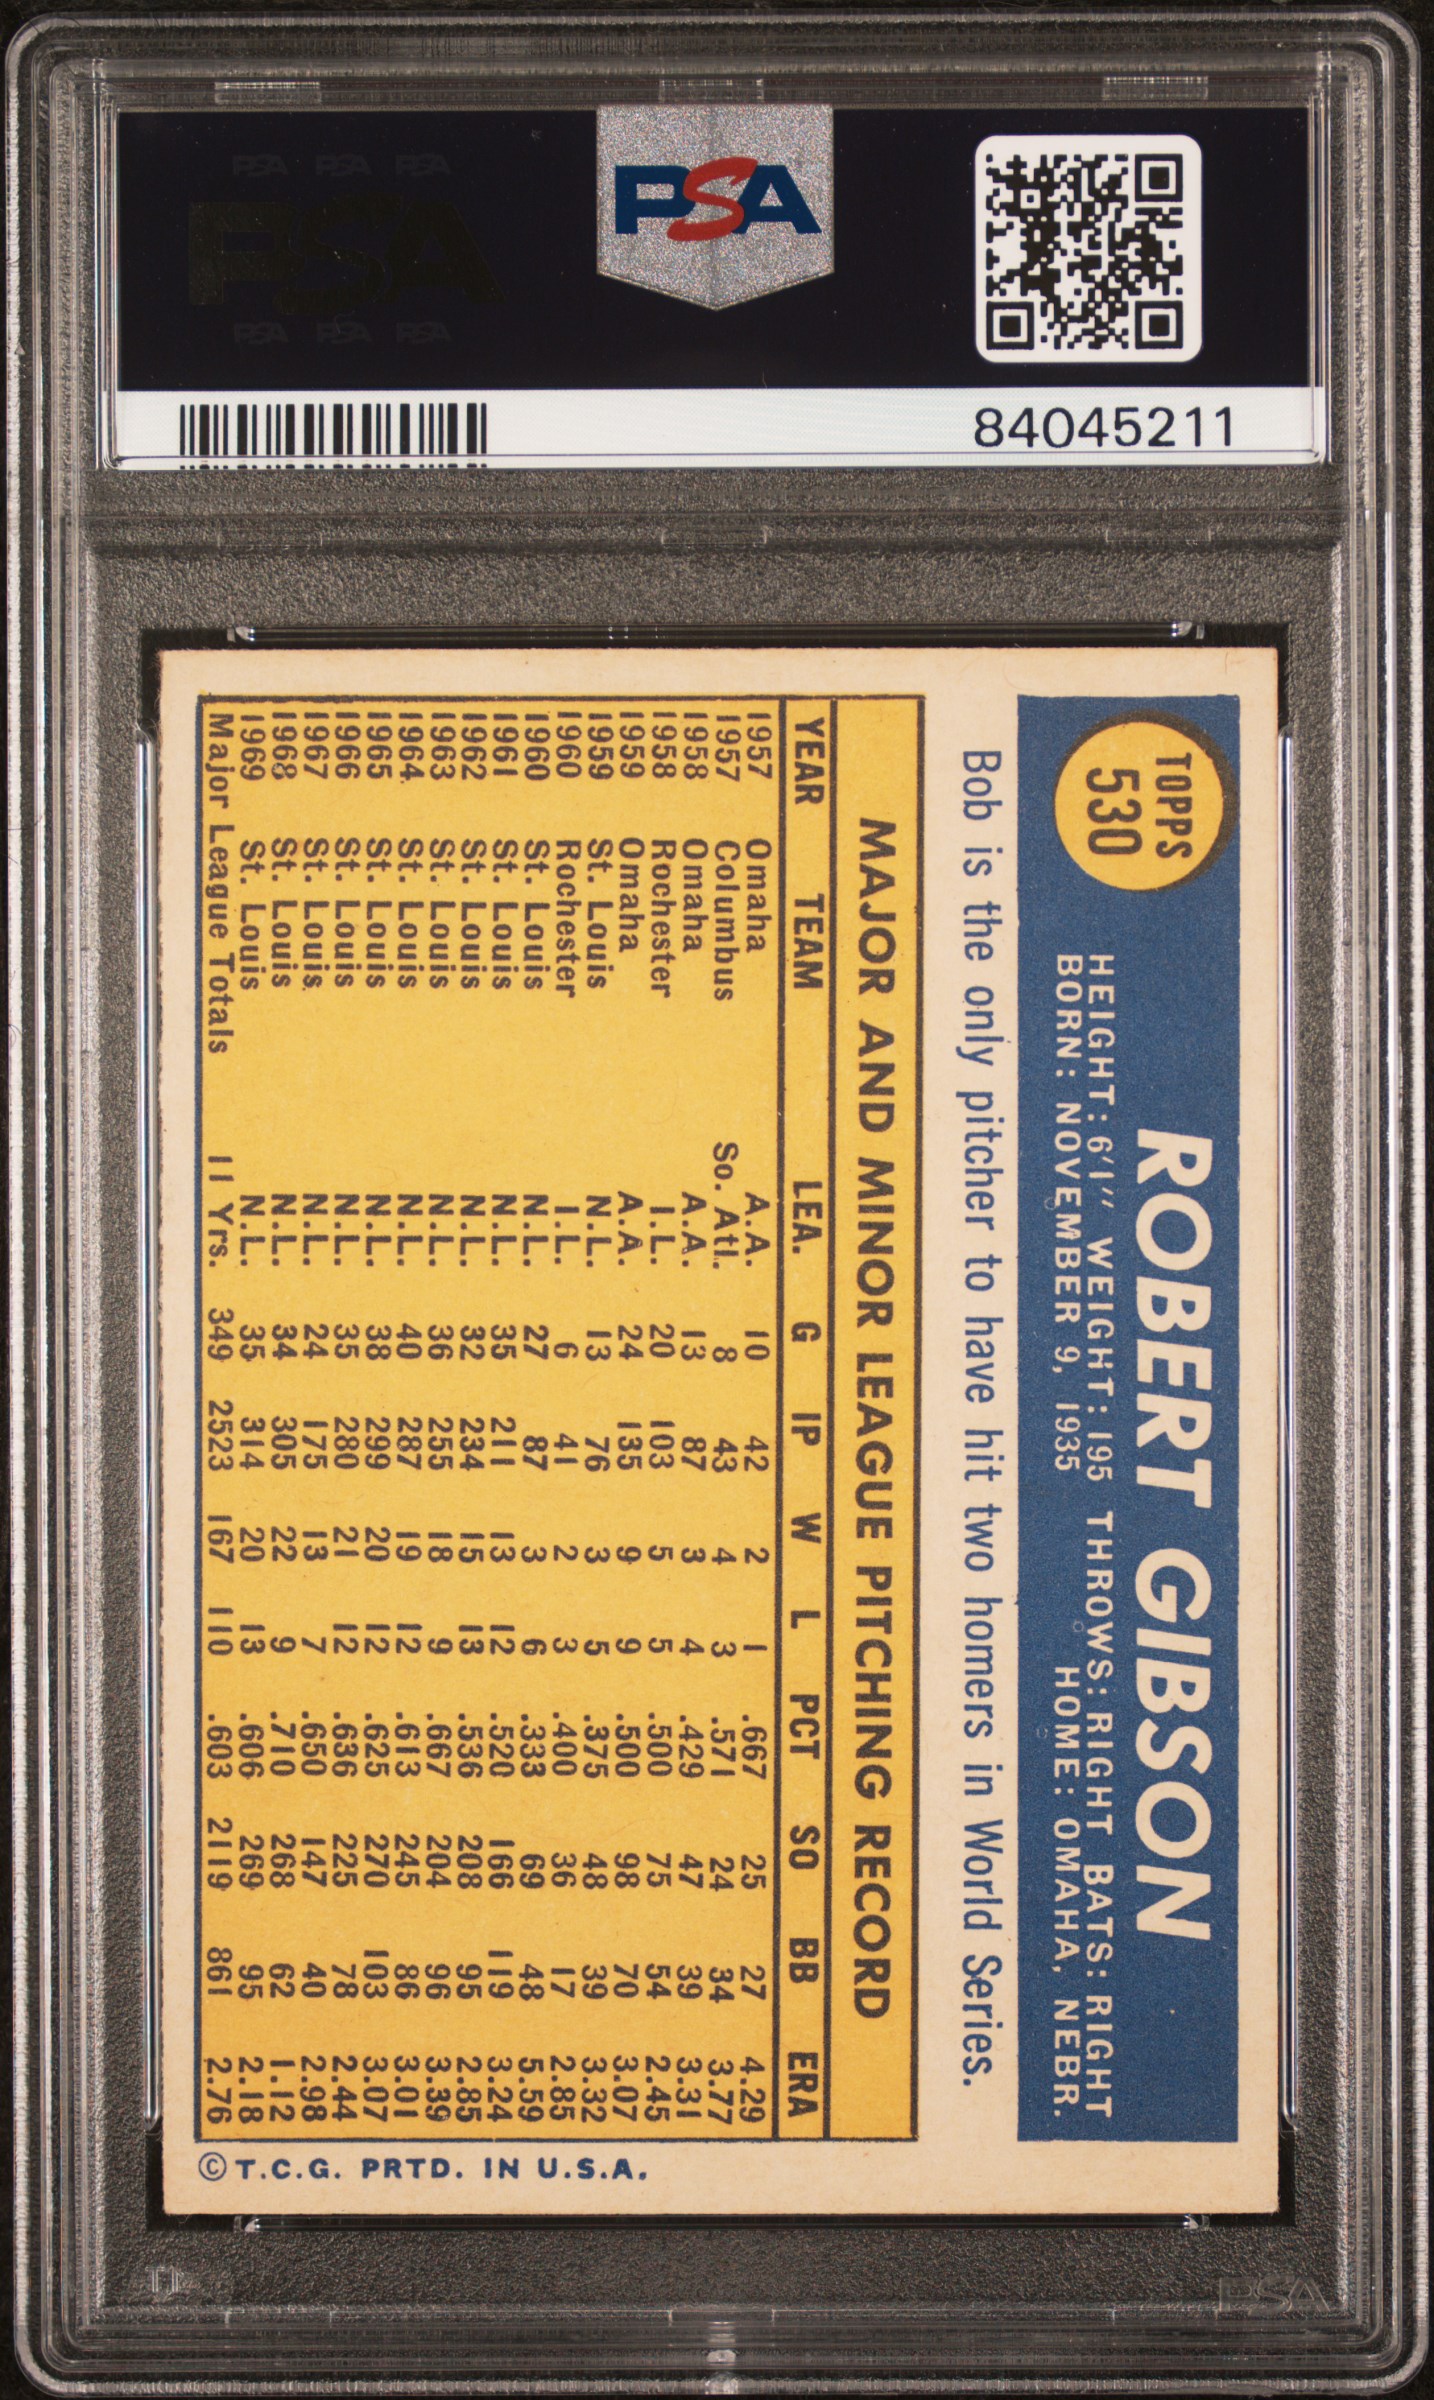 PSA PSA PSA
PSA
PSA PSA PSA
PSA
84045211
TOPPS
530
ROBERT GIBSON
HEIGHT: 6'1" WEIGHT: 195 THROWS: RIGHT BATS: RIGHT
BORN: NOVEMBER 9, 1935 HOME: OMAHA, NEBR.
Bob is the only pitcher to have hit two homers in World Series.
MAJOR AND MINOR LEAGUE PITCHING RECORD
YEAR TEAM LEA. G IP W L PCT SO BB ERA
1957 Omaha A.A. 10 42 2 1 .667 25 27 4.29
1957 Columbus So. Atl. 8 43 4 3 .571 24 34 3.77
1958 Omaha A.A. 13 87 3 4 .429 47 39 3.31
1958 Rochester I.L. 20 103 5 5 .500 75 54 2.45
1959 Omaha A.A. 24 135 9 9 .500 98 70 3.07
1959 St. Louis N.L. 13 76 3 5 .375 48 39 3.32
1960 Rochester I.L. 6 41 2 3 .400 36 17 2.85
1960 St. Louis N.L. 27 87 3 6 .333 69 48 5.59
1961 St. Louis N.L. 35 211 13 12 .520 166 119 3.24
1962 St. Louis N.L. 32 234 15 13 .536 208 95 2.85
1963 St. Louis N.L. 36 255 18 9 .667 204 96 3.39
1964 St. Louis N.L. 40 287 19 12 .613 245 86 3.01
1965 St. Louis N.L. 38 299 20 12 .625 270 103 3.07
1966 St. Louis N.L. 35 280 21 12 .636 225 78 2.44
1967 St. Louis N.L. 24 175 13 7 .650 147 40 2.98
1968 St. Louis N.L. 34 305 22 9 .710 268 62 1.12
1969 St. Louis N.L. 35 314 20 13 .606 269 95 2.18
Major League Totals 11 Yrs. 349 2523 167 110 .603 2119 861 2.76
© T.C.G. PRTD. IN U.S.A.
PSA